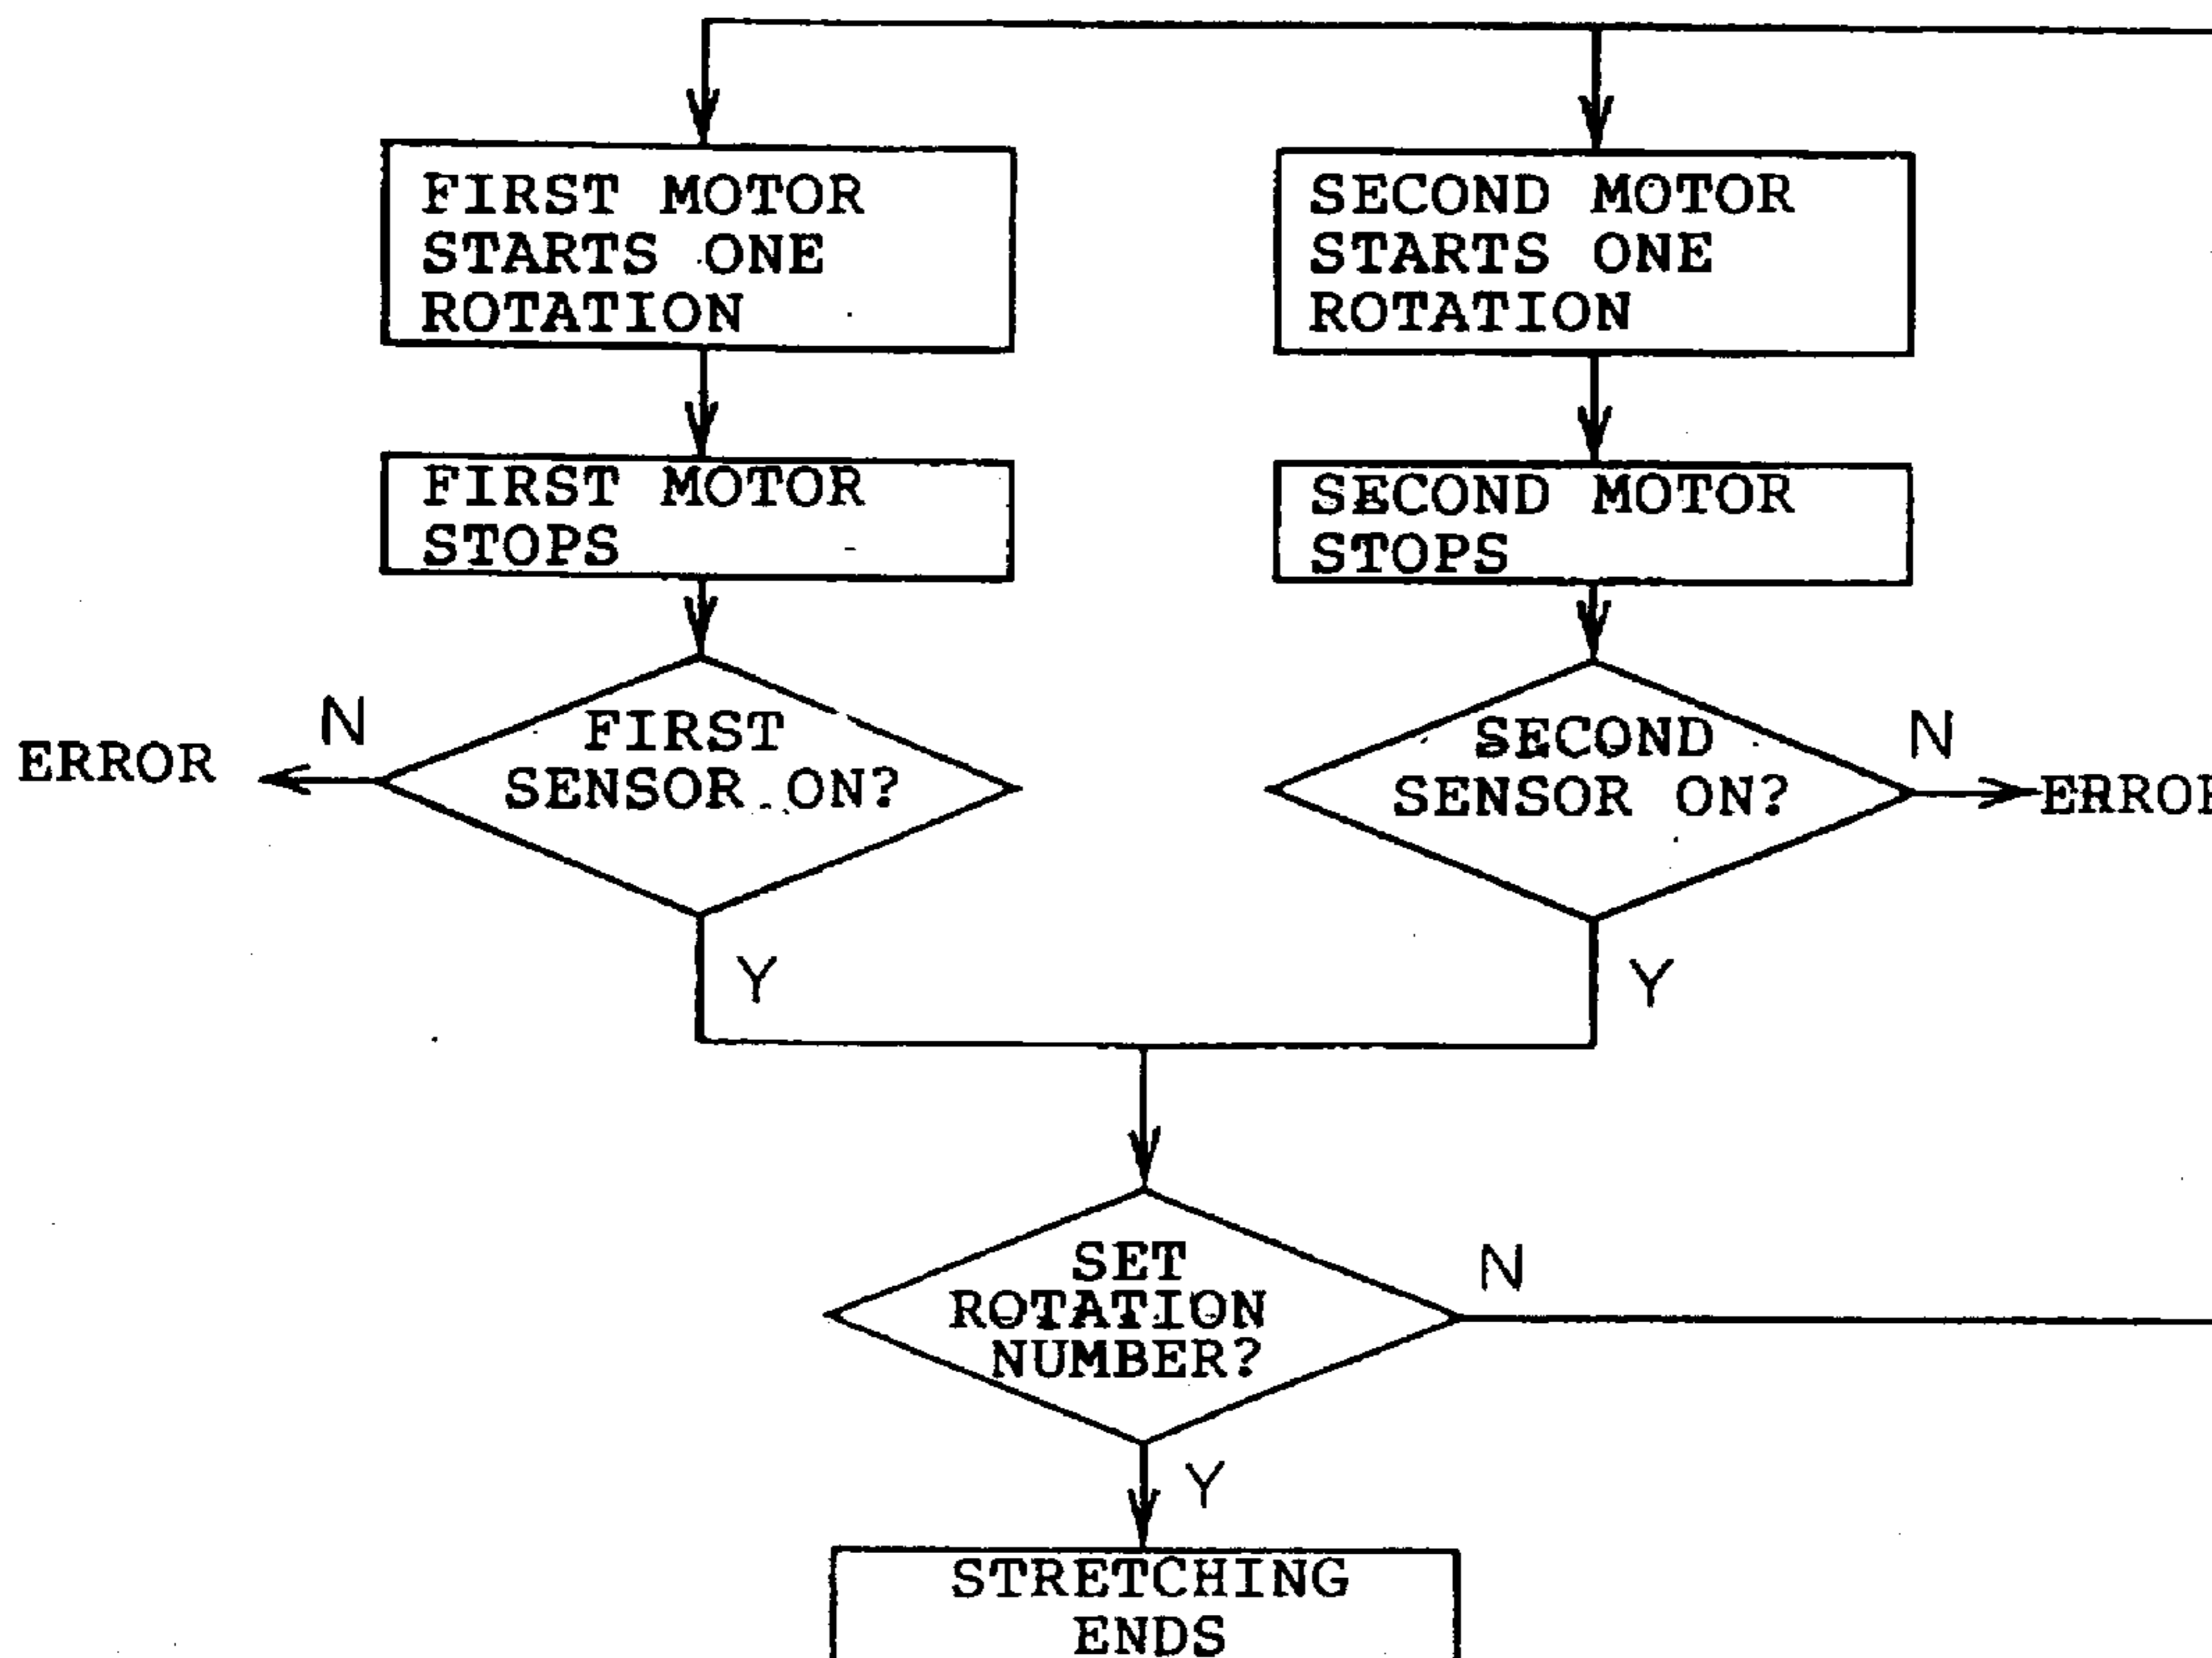 FIRST MOTOR
STARTS ONE
ROTATION
SECOND MOTOR
STARTS ONE
ROTATION
FIRST MOTOR
STOPS
SECOND MOTOR
STOPS
ERROR
N
FIRST
SENSOR ON?
Y
SECOND
SENSOR ON?
N
ERROR
Y
SET
ROTATION
NUMBER?
N
Y
STRETCHING
ENDS